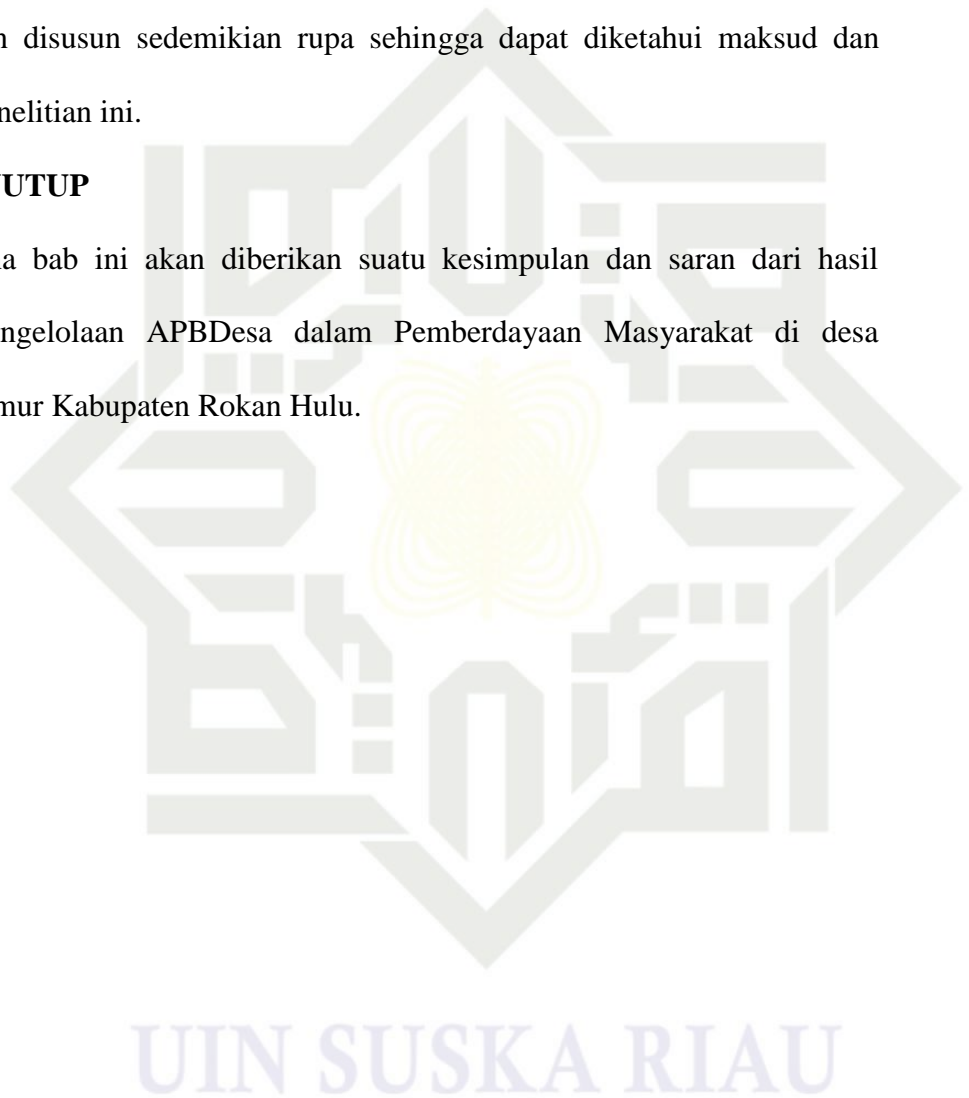 n disusun sedemikian rupa sehingga dapat diketahui maksud dan
nelitian ini.
UTUP
a bab ini akan diberikan suatu kesimpulan dan saran dari hasil
ngelolaan APBDesa dalam Pemberdayaan Masyarakat di desa
mur Kabupaten Rokan Hulu.
UIN SUSKA RIAU